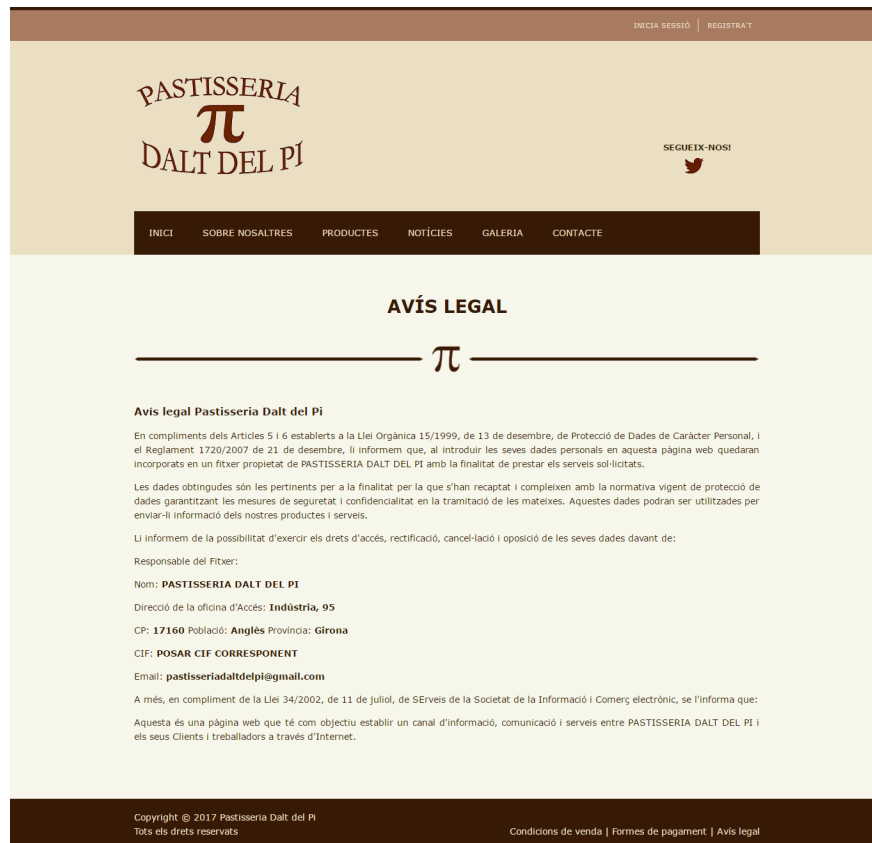 INICIA SESSIÓ
REGISTRA'T
PASTISSERIA
π
DALT DEL PI
SEGUEIX-NOS!
INICI SOBRE NOSALTRES PRODUCTES NOTÍCIES GALERIA CONTACTE
AVÍS LEGAL
π
Avís legal Pastisseria Dalt del Pi
En compliments dels Articles 5 i 6 establerts a la Llei Orgànica 15/1999, de 13 de desembre, de Protecció de Dades de Caràcter Personal, i
el Reglament 1720/2007 de 21 de desembre, li informem que, al introduir les seves dades personals en aquesta pàgina web quedaran
incorporats en un fitxer propietat de PASTISSERIA DALT DEL PI amb la finalitat de prestar els serveis sol·licitats.
Les dades obtingudes són les pertinents per a la finalitat per la que s'han recaptat i compleixen amb la normativa vigent de protecció de
dades garantitzant les mesures de seguretat i confidencialitat en la tramitació de les mateixes. Aquestes dades podran ser utilitzades per
enviar-li informació dels nostres productes i serveis.
Li informem de la possibilitat d'exercir els drets d'accés, rectificació, cancel·lació i oposició de les seves dades davant de:
Responsable del Fitxer:
Nom: PASTISSERIA DALT DEL PI
Direcció de la oficina d'Accés: Indústria, 95
CP: 17160 Població: Anglès Província: Girona
CIF: POSAR CIF CORRESPONENT
Email: pastisseriadaltdelpi@gmail.com
A més, en compliment de la Llei 34/2002, de 11 de juliol, de SErveis de la Societat de la Informació i Comerç electrònic, se l'informa que:
Aquesta és una pàgina web que té com objectiu establir un canal d'informació, comunicació i serveis entre PASTISSERIA DALT DEL PI i
els seus Clients i treballadors a través d'Internet.
Copyright © 2017 Pastisseria Dalt del Pi
Tots els drets reservats
Condicions de venda | Formes de pagament | Avís legal